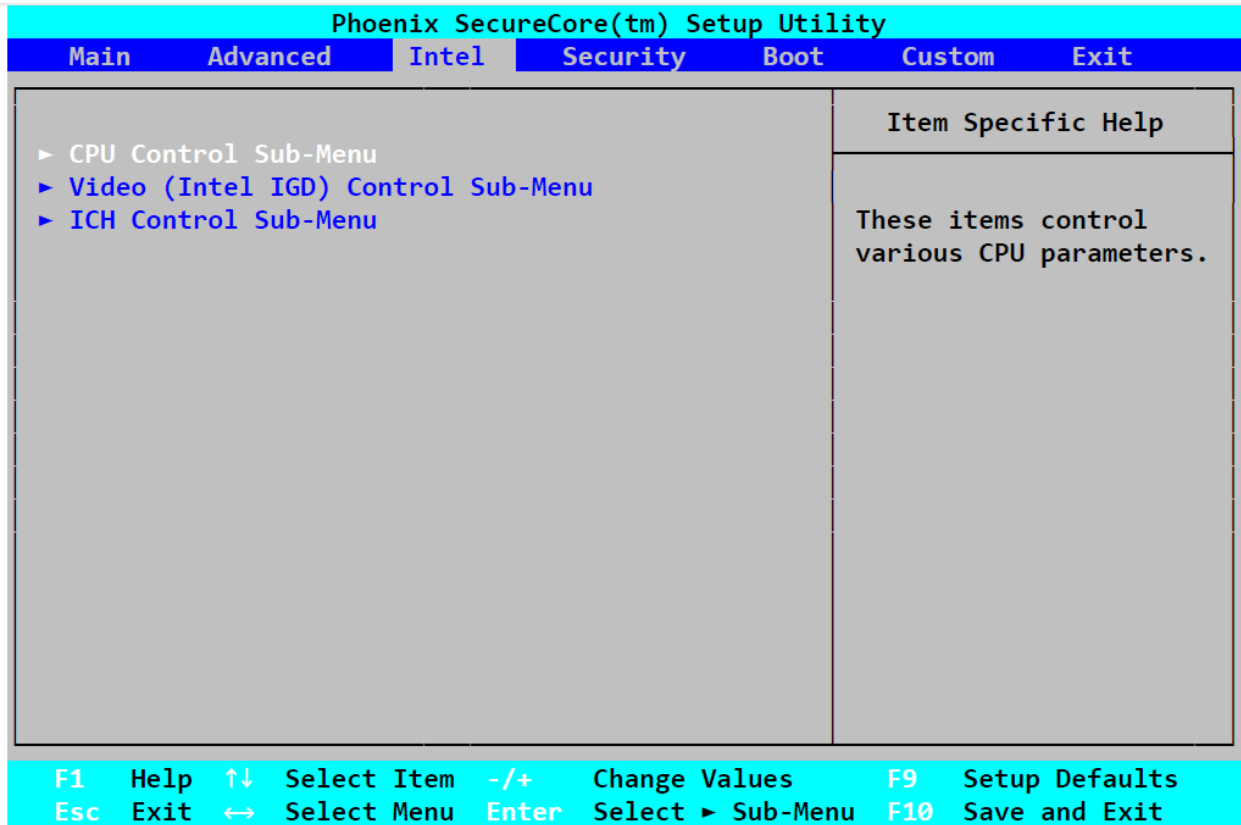 Phoenix SecureCore(tm) Setup Utility
Main Advanced Intel Security Boot Custom Exit
Item Specific Help
► CPU Control Sub-Menu
► Video (Intel IGD) Control Sub-Menu
► ICH Control Sub-Menu
These items control
various CPU parameters.
F1 Help ↑↓ Select Item -/+ Change Values F9 Setup Defaults
Esc Exit ↔ Select Menu Enter Select ► Sub-Menu F10 Save and Exit